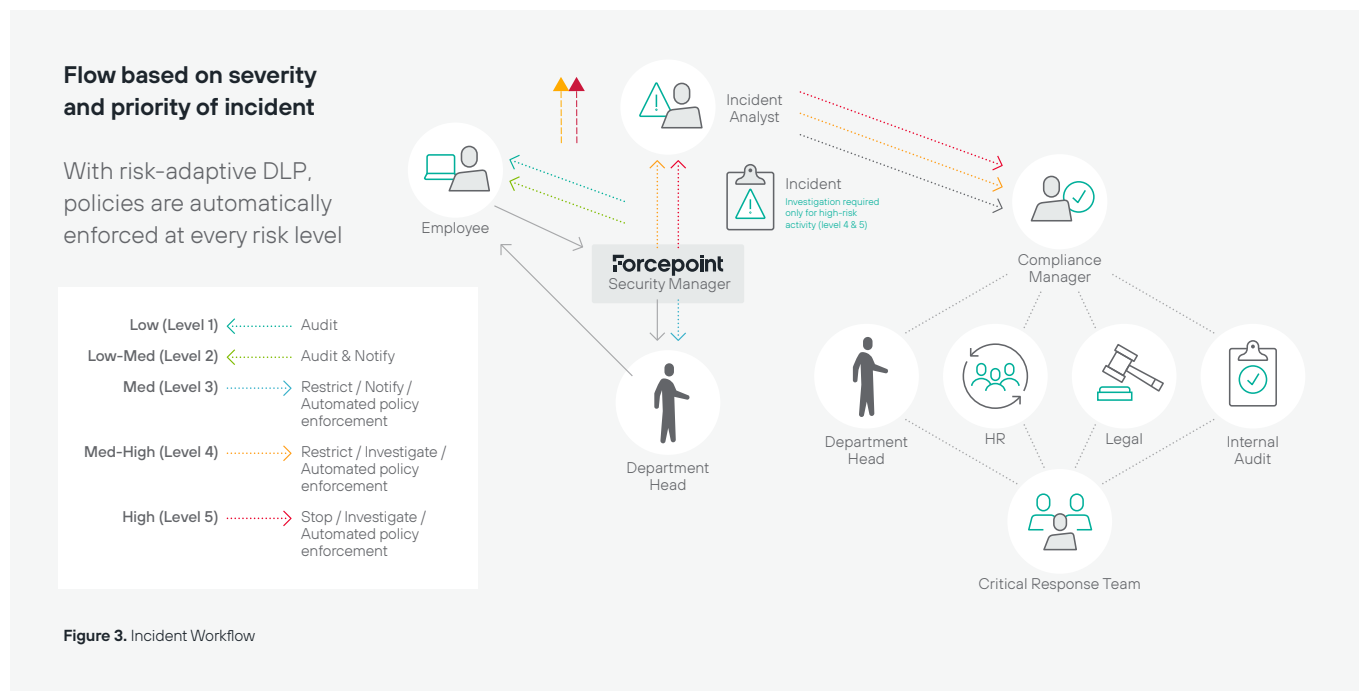 Flow based on severity
and priority of incident
With risk-adaptive DLP,
policies are automatically
enforced at every risk level
Low (Level 1)
Audit
Low-Med (Level 2)
Audit & Notify
Med (Level 3)
Restrict / Notify /
Automated policy
enforcement
Med-High (Level 4)
Restrict / Investigate /
Automated policy
enforcement
High (Level 5)
Stop / Investigate /
Automated policy
enforcement
Employee
Incident
Analyst
Incident
Investigation required
only for high-risk
activity (level 4 & 5)
Forcepoint
Security Manager
Department
Head
Compliance
Manager
Department
Head
HR
Legal
Internal
Audit
Critical Response Team
Figure 3. Incident Workflow